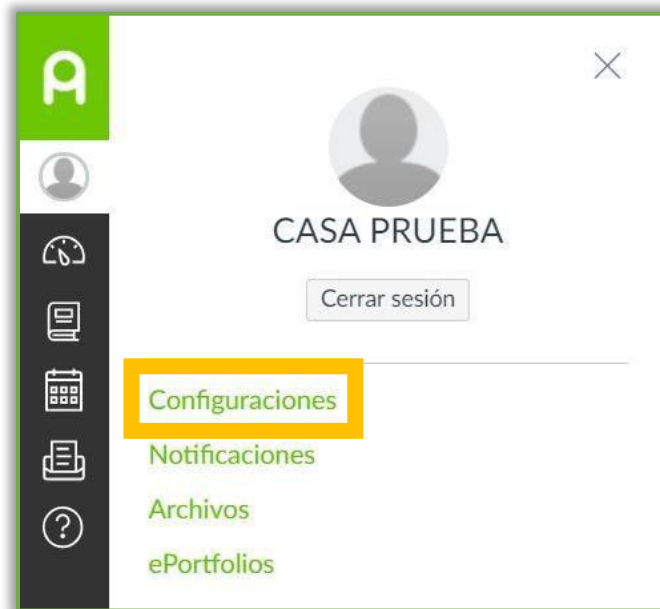 CASA PRUEBA
Cerrar sesión
Configuraciones
Notificaciones
Archivos
ePortfolios